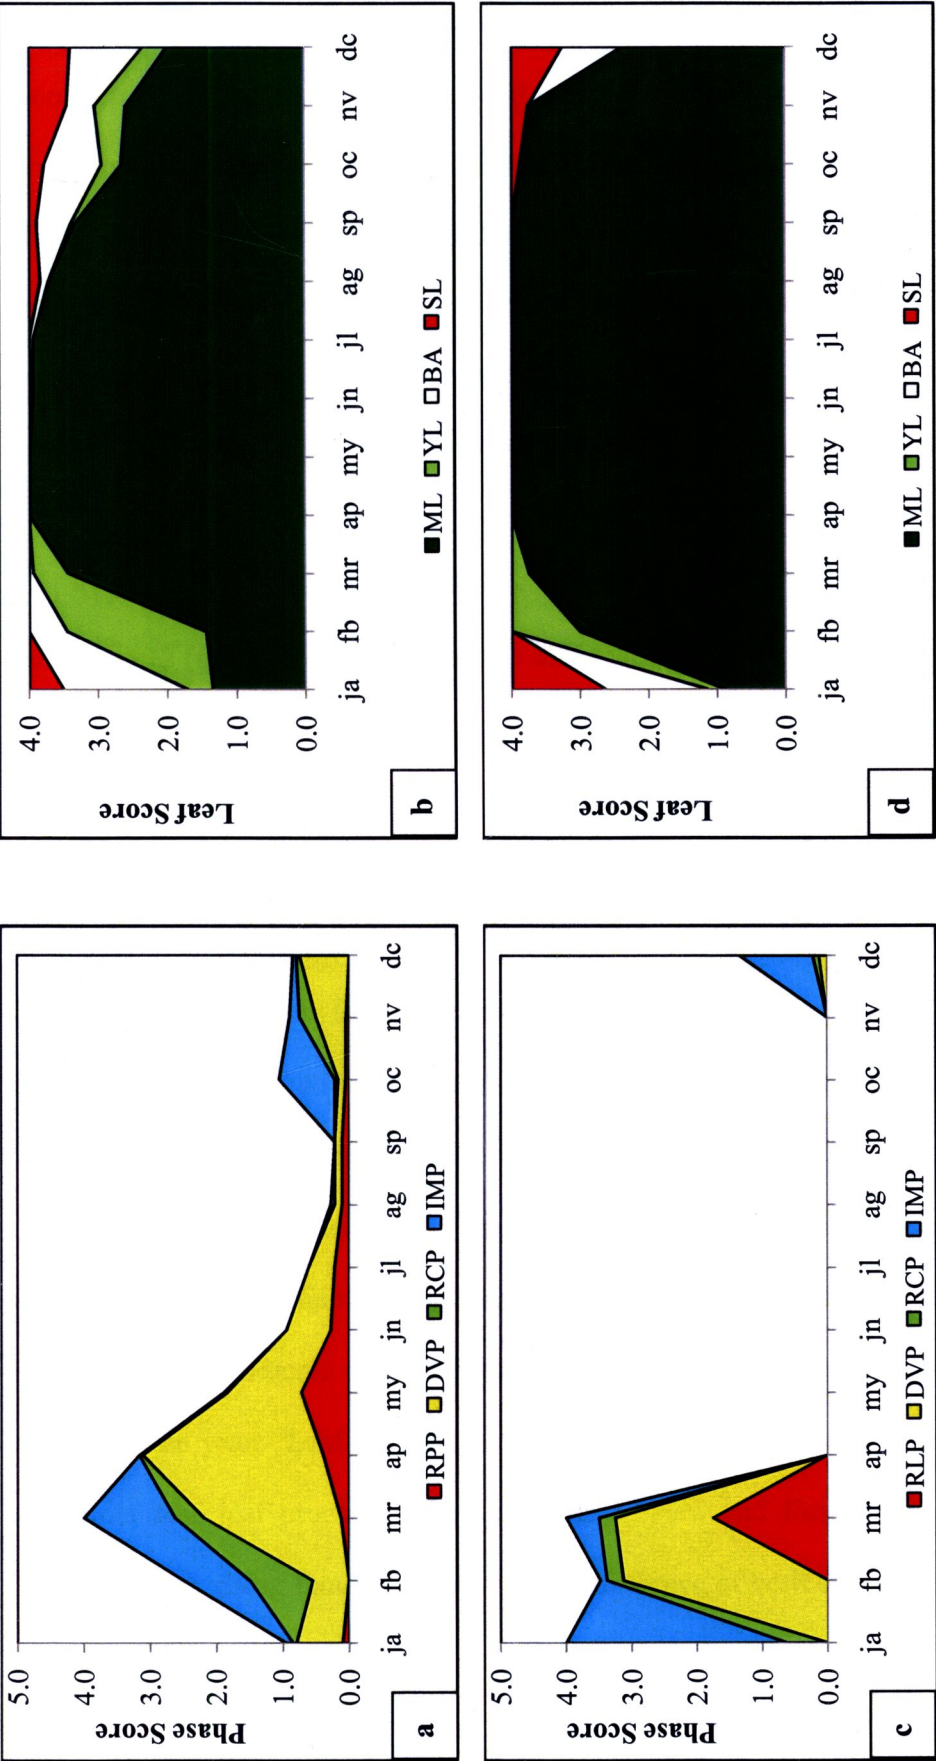 5.0
4.0
3.0
2.0
1.0
0.0
Phase Score
ja fb mr ap my jn jl ag sp oc nv dc
RPP DVP RCP IMP
a
4.0
3.0
2.0
1.0
0.0
Leaf Score
ja fb mr ap my jn jl ag sp oc nv dc
ML YL BA SL
b
5.0
4.0
3.0
2.0
1.0
0.0
Phase Score
ja fb mr ap my jn jl ag sp oc nv dc
RLP DVP RCP IMP
c
4.0
3.0
2.0
1.0
0.0
Leaf Score
ja fb mr ap my jn jl ag sp oc nv dc
ML YL BA SL
d